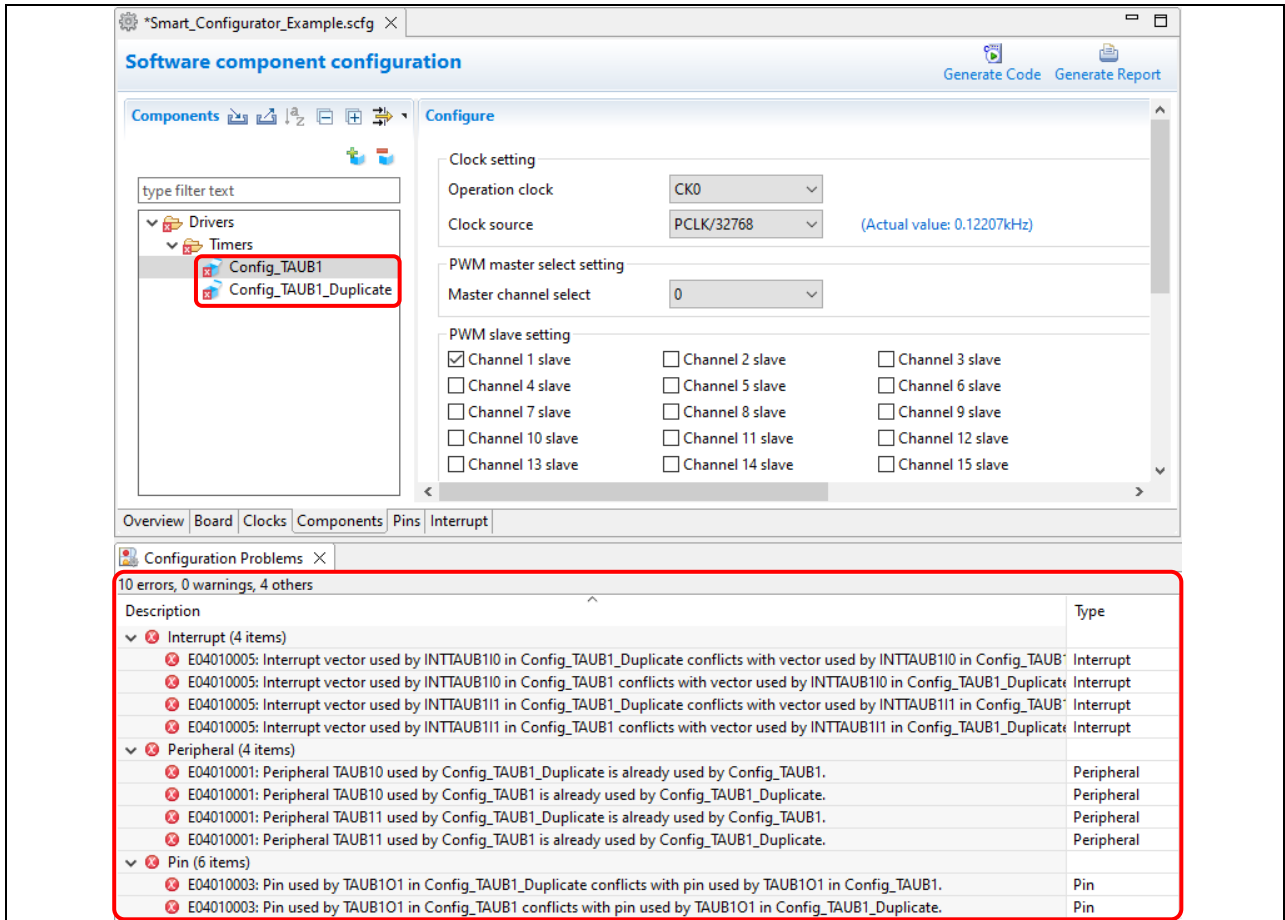 *Smart_Configurator_Example.scfg
Software component configuration
Generate Code Generate Report
Components
Configure
type filter text
Drivers
Timers
Config_TAUB1
Config_TAUB1_Duplicate
Clock setting
Operation clock CK0
Clock source PCLK/32768 (Actual value: 0.12207kHz)
PWM master select setting
Master channel select 0
PWM slave setting
Channel 1 slave Channel 2 slave Channel 3 slave
Channel 4 slave Channel 5 slave Channel 6 slave
Channel 7 slave Channel 8 slave Channel 9 slave
Channel 10 slave Channel 11 slave Channel 12 slave
Channel 13 slave Channel 14 slave Channel 15 slave
Overview Board Clocks Components Pins Interrupt
Configuration Problems
10 errors, 0 warnings, 4 others
Description Type
Interrupt (4 items)
E04010005: Interrupt vector used by INTTAUB1I0 in Config_TAUB1_Duplicate conflicts with vector used by INTTAUB1I0 in Config_TAUB1 Interrupt
E04010005: Interrupt vector used by INTTAUB1I0 in Config_TAUB1 conflicts with vector used by INTTAUB1I0 in Config_TAUB1_Duplicate Interrupt
E04010005: Interrupt vector used by INTTAUB1I1 in Config_TAUB1_Duplicate conflicts with vector used by INTTAUB1I1 in Config_TAUB1 Interrupt
E04010005: Interrupt vector used by INTTAUB1I1 in Config_TAUB1 conflicts with vector used by INTTAUB1I1 in Config_TAUB1_Duplicate Interrupt
Peripheral (4 items)
E04010001: Peripheral TAUB10 used by Config_TAUB1_Duplicate is already used by Config_TAUB1. Peripheral
E04010001: Peripheral TAUB10 used by Config_TAUB1 is already used by Config_TAUB1_Duplicate. Peripheral
E04010001: Peripheral TAUB11 used by Config_TAUB1_Duplicate is already used by Config_TAUB1. Peripheral
E04010001: Peripheral TAUB11 used by Config_TAUB1 is already used by Config_TAUB1_Duplicate. Peripheral
Pin (6 items)
E04010003: Pin used by TAUB1O1 in Config_TAUB1_Duplicate conflicts with pin used by TAUB1O1 in Config_TAUB1. Pin
E04010003: Pin used by TAUB1O1 in Config_TAUB1 conflicts with pin used by TAUB1O1 in Config_TAUB1_Duplicate. Pin